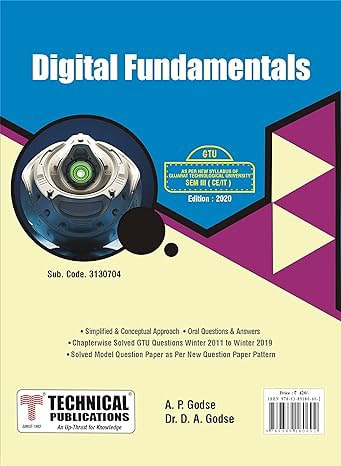 Digital Fundamentals
GTU
AS PER NEW SYLLABUS OF
GUJARAT TECHNOLOGICAL UNIVERSITY
SEM III ( CE/IT )
Edition : 2020
Sub. Code. 3130704
• Simplified & Conceptual Approach • Oral Questions & Answers
• Chapterwise Solved GTU Questions Winter 2011 to Winter 2019
• Solved Model Question Paper as Per New Question Paper Pattern
TECHNICAL
PUBLICATIONS
SINCE 1993 An Up-Thrust for Knowledge
A. P. Godse
Dr. D. A. Godse